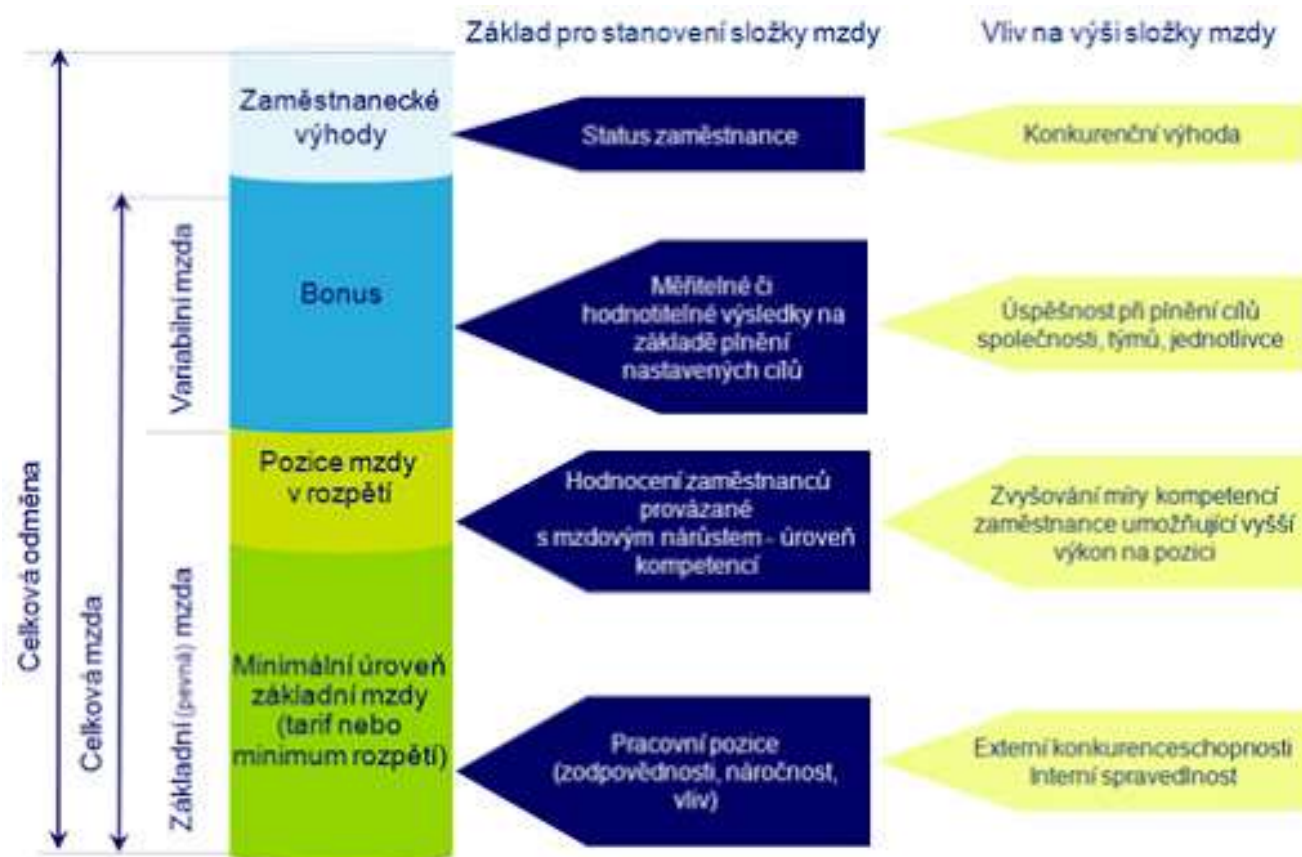 Základ pro stanovení složky mzdy
Vliv na výši složky mzdy
Celková odměna
Celková mzda
Variabilní mzda
Základní (pevná) mzda
Zaměstnanecké
výhody
Status zaměstnance
Konkurenční výhoda
Bonus
Měřitelné či
hodnotitelné výsledky na
základě plnění
nastavených cílů
Úspěšnost při plnění cílů
společnosti, týmů, jednotlivce
Pozice mzdy
v rozpětí
Hodnocení zaměstnanců
provázané
s mzdovým nárůstem - úroveň
kompetencí
Zvyšování míry kompetencí
zaměstnance umožňující vyšší
výkon na pozici
Minimální úroveň
základní mzdy
(tarif nebo
minimum rozpětí)
Pracovní pozice
(zodpovědnosti, náročnost,
vliv)
Externí konkurenceschopnosti
Interní spravedlnost